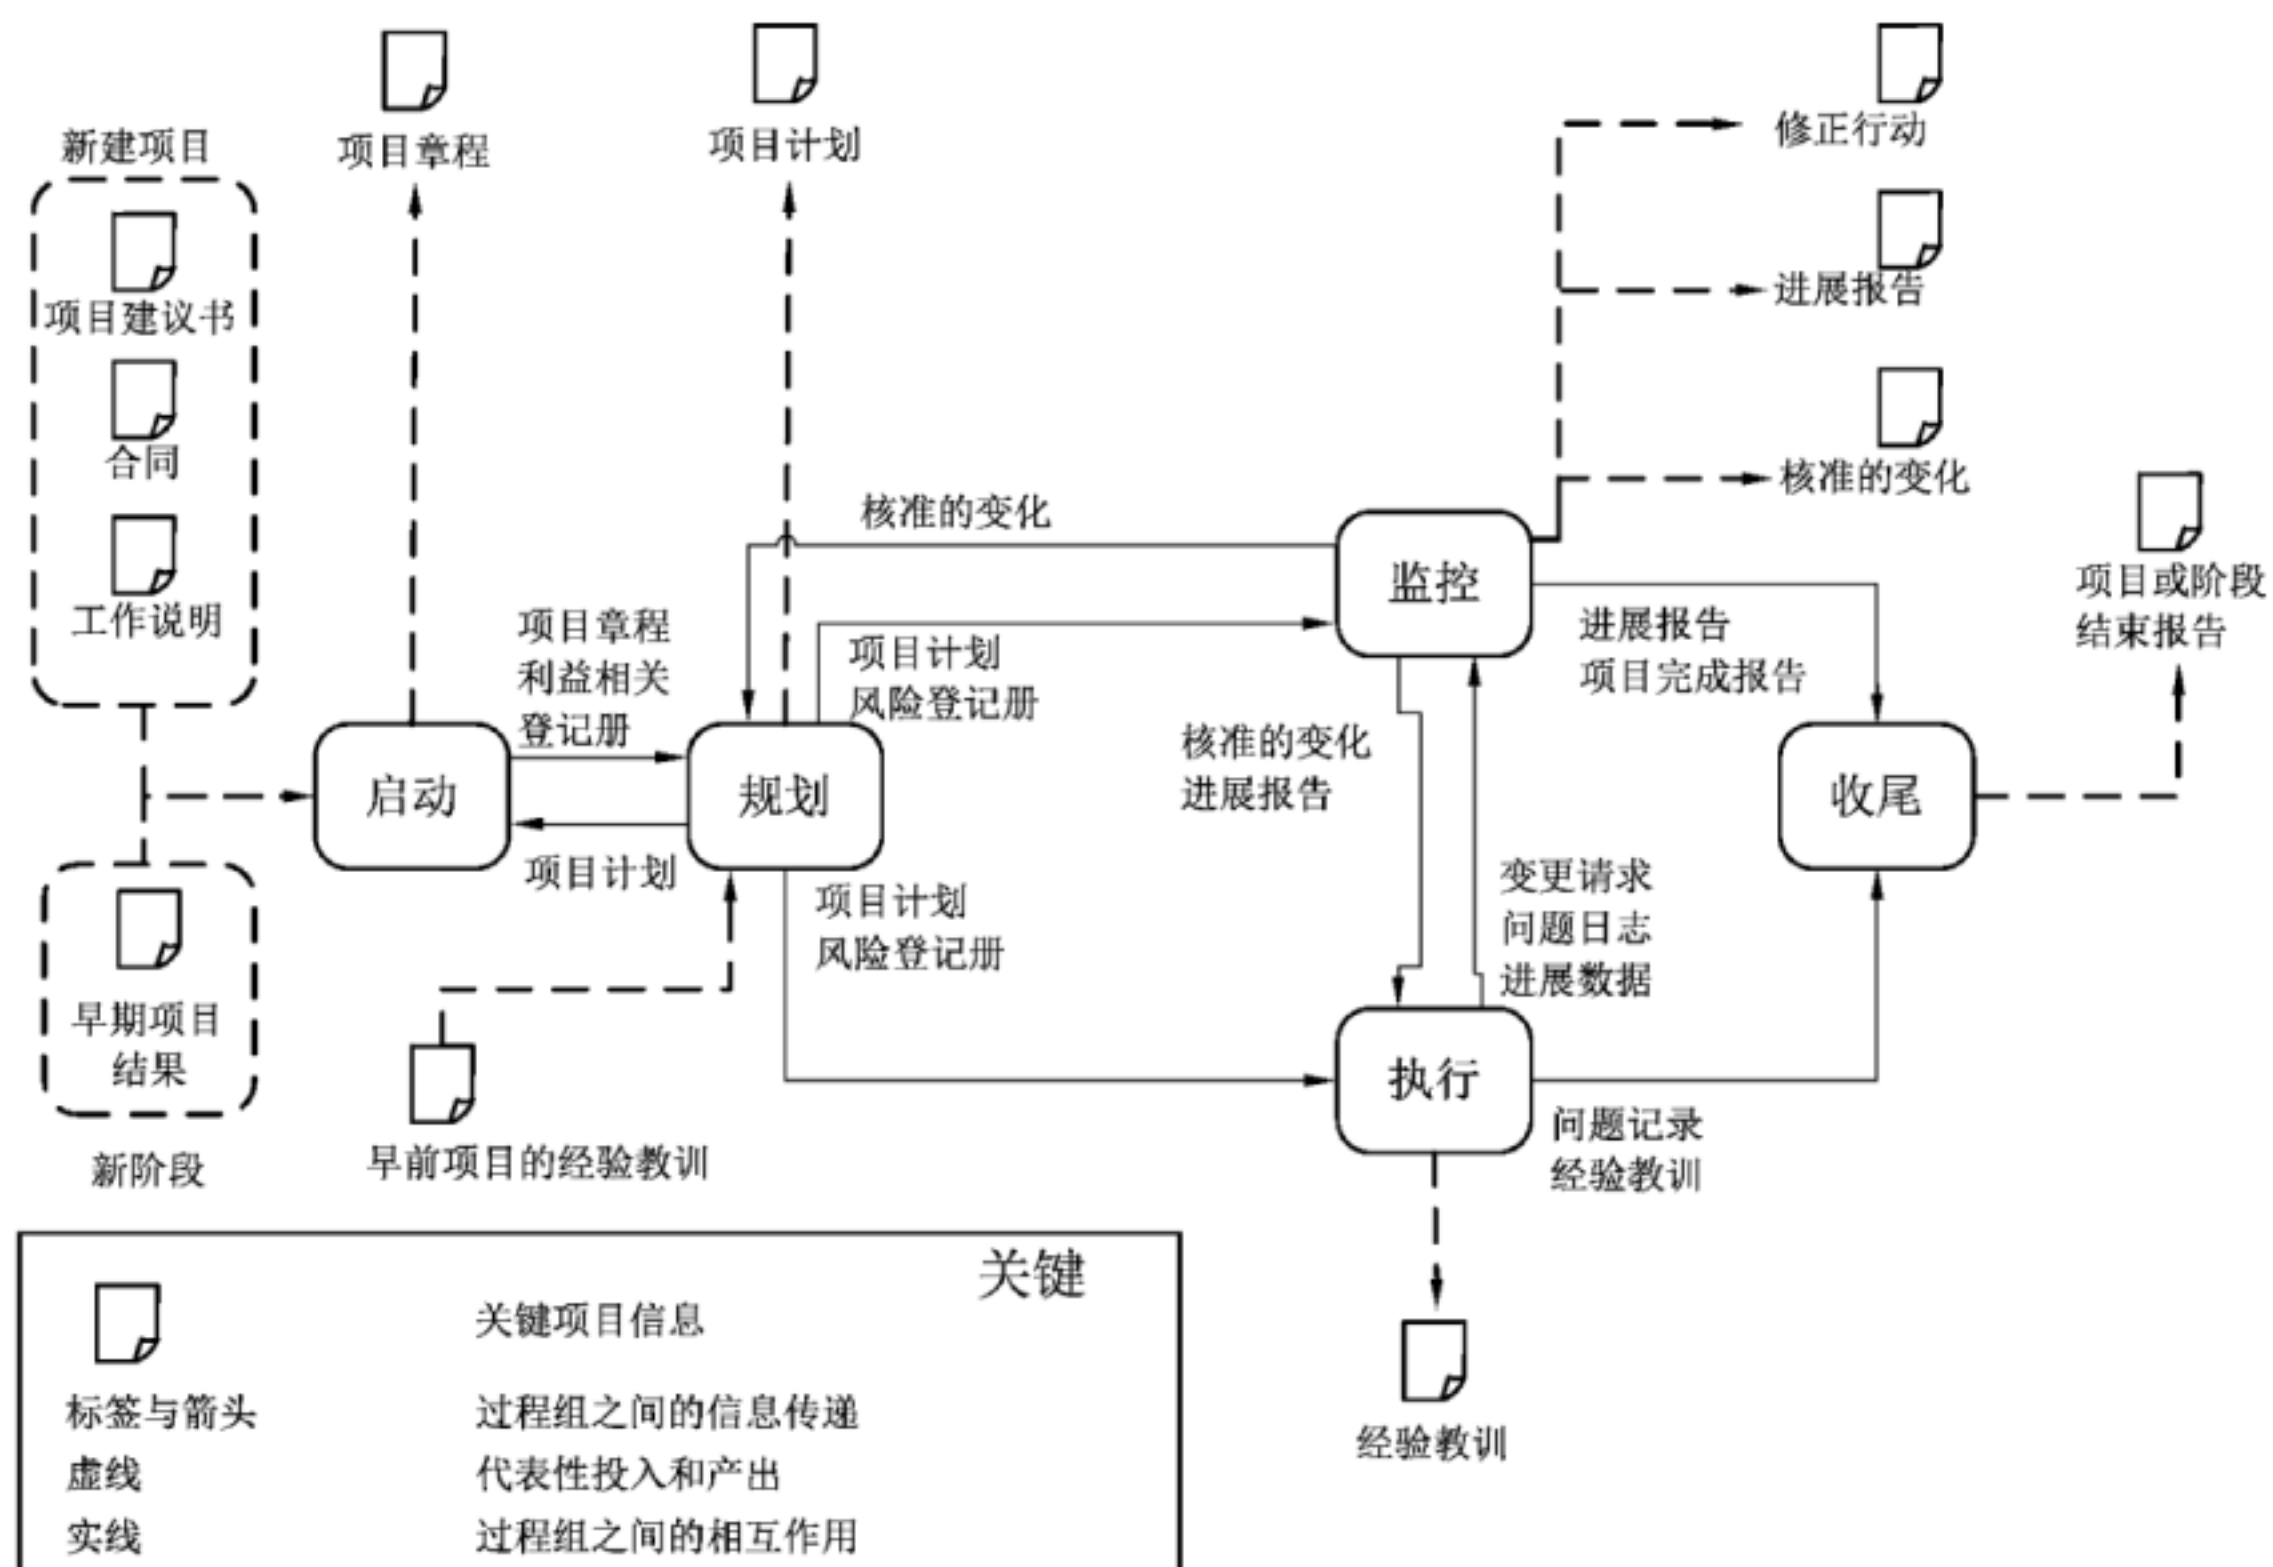 新建项目
项目章程
项目计划
修正行动
项目建议书
进展报告
合同
核准的变化
工作说明
核准的变化
监控
项目或阶段
结束报告
项目章程
利益相关
登记册
项目计划
风险登记册
进展报告
项目完成报告
启动
规划
核准的变化
进展报告
收尾
项目计划
项目计划
风险登记册
变更请求
问题日志
进展数据
早期项目
结果
执行
新阶段
早前项目的经验教训
问题记录
经验教训
经验教训
关键
关键项目信息
标签与箭头 过程组之间的信息传递
虚线 代表性投入和产出
实线 过程组之间的相互作用